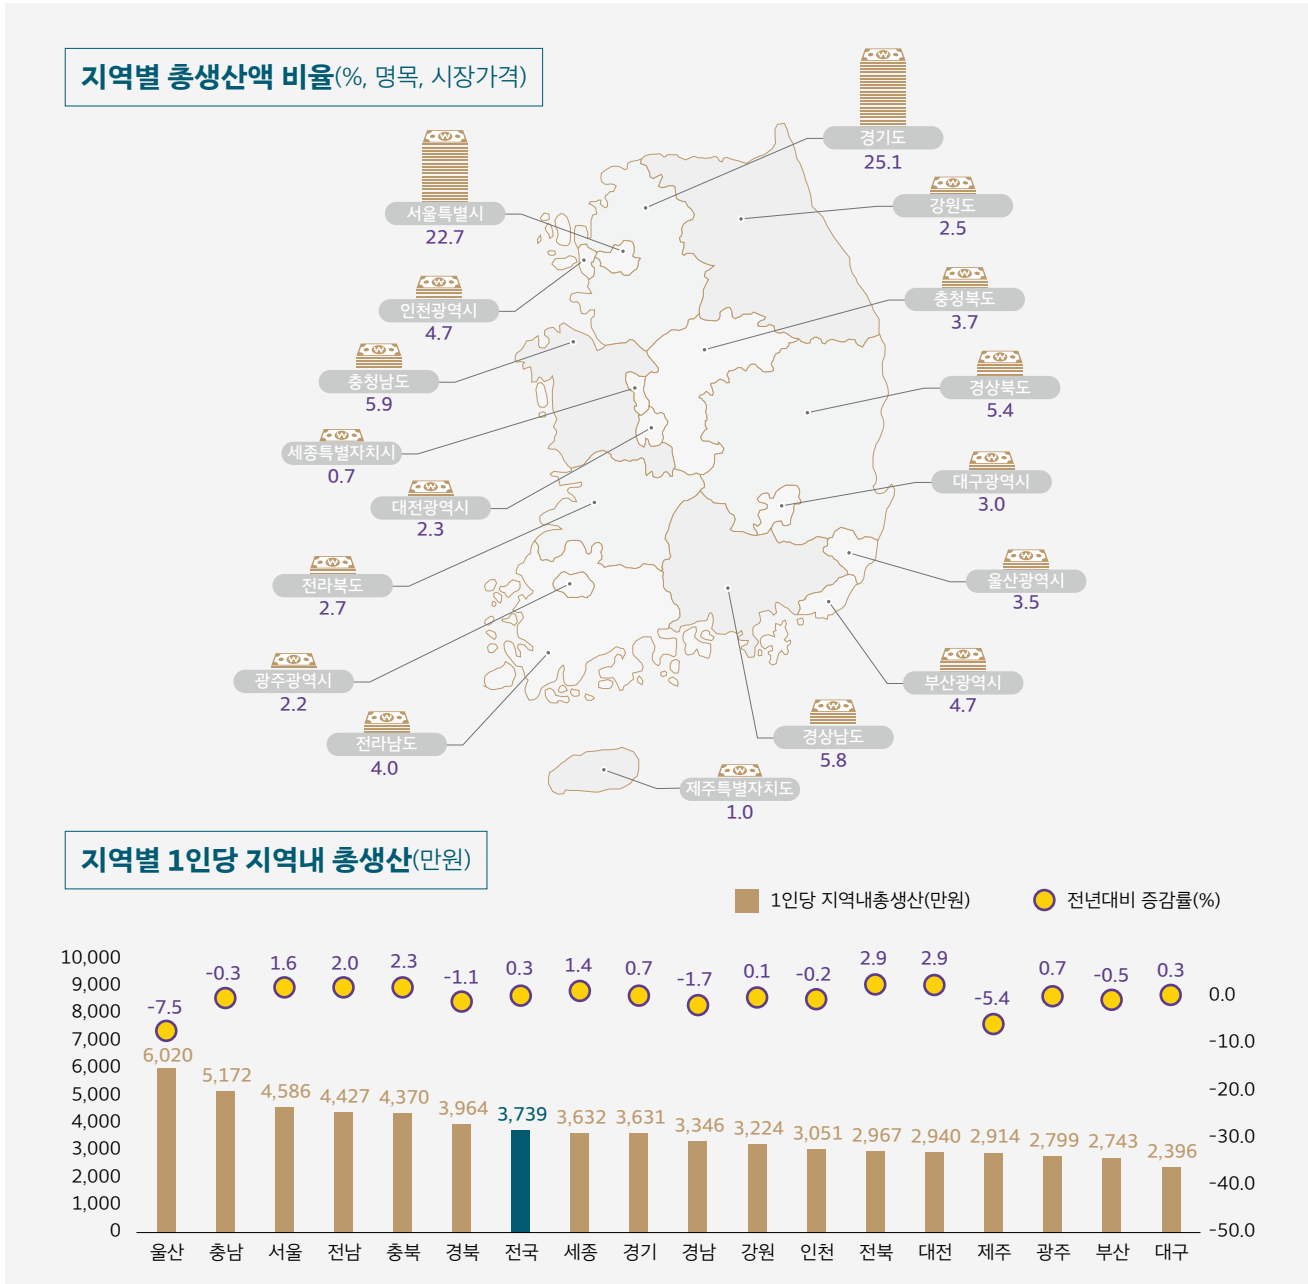 지역별 총생산액 비율(%, 명목, 시장가격)
경기도
25.1
서울특별시
22.7
강원도
2.5
인천광역시
4.7
충청북도
3.7
충청남도
5.9
경상북도
5.4
세종특별자치시
0.7
대구광역시
3.0
대전광역시
2.3
울산광역시
3.5
전라북도
2.7
부산광역시
4.7
광주광역시
2.2
경상남도
5.8
전라남도
4.0
제주특별자치도
1.0
지역별 1인당 지역내 총생산(만원)
1인당 지역내총생산(만원) 전년대비 증감률(%)
10,000
9,000
8,000
7,000
6,000
5,000
4,000
3,000
2,000
1,000
0
-7.5 -0.3 1.6 2.0 2.3 -1.1 0.3 1.4 0.7 -1.7 0.1 -0.2 2.9 2.9 -5.4 0.7 -0.5 0.3
6,020 5,172 4,586 4,427 4,370 3,964 3,739 3,632 3,631 3,346 3,224 3,051 2,967 2,940 2,914 2,799 2,743 2,396
0.0
-10.0
-20.0
-30.0
-40.0
-50.0
울산 충남 서울 전남 충북 경북 전국 세종 경기 경남 강원 인천 전북 대전 제주 광주 부산 대구